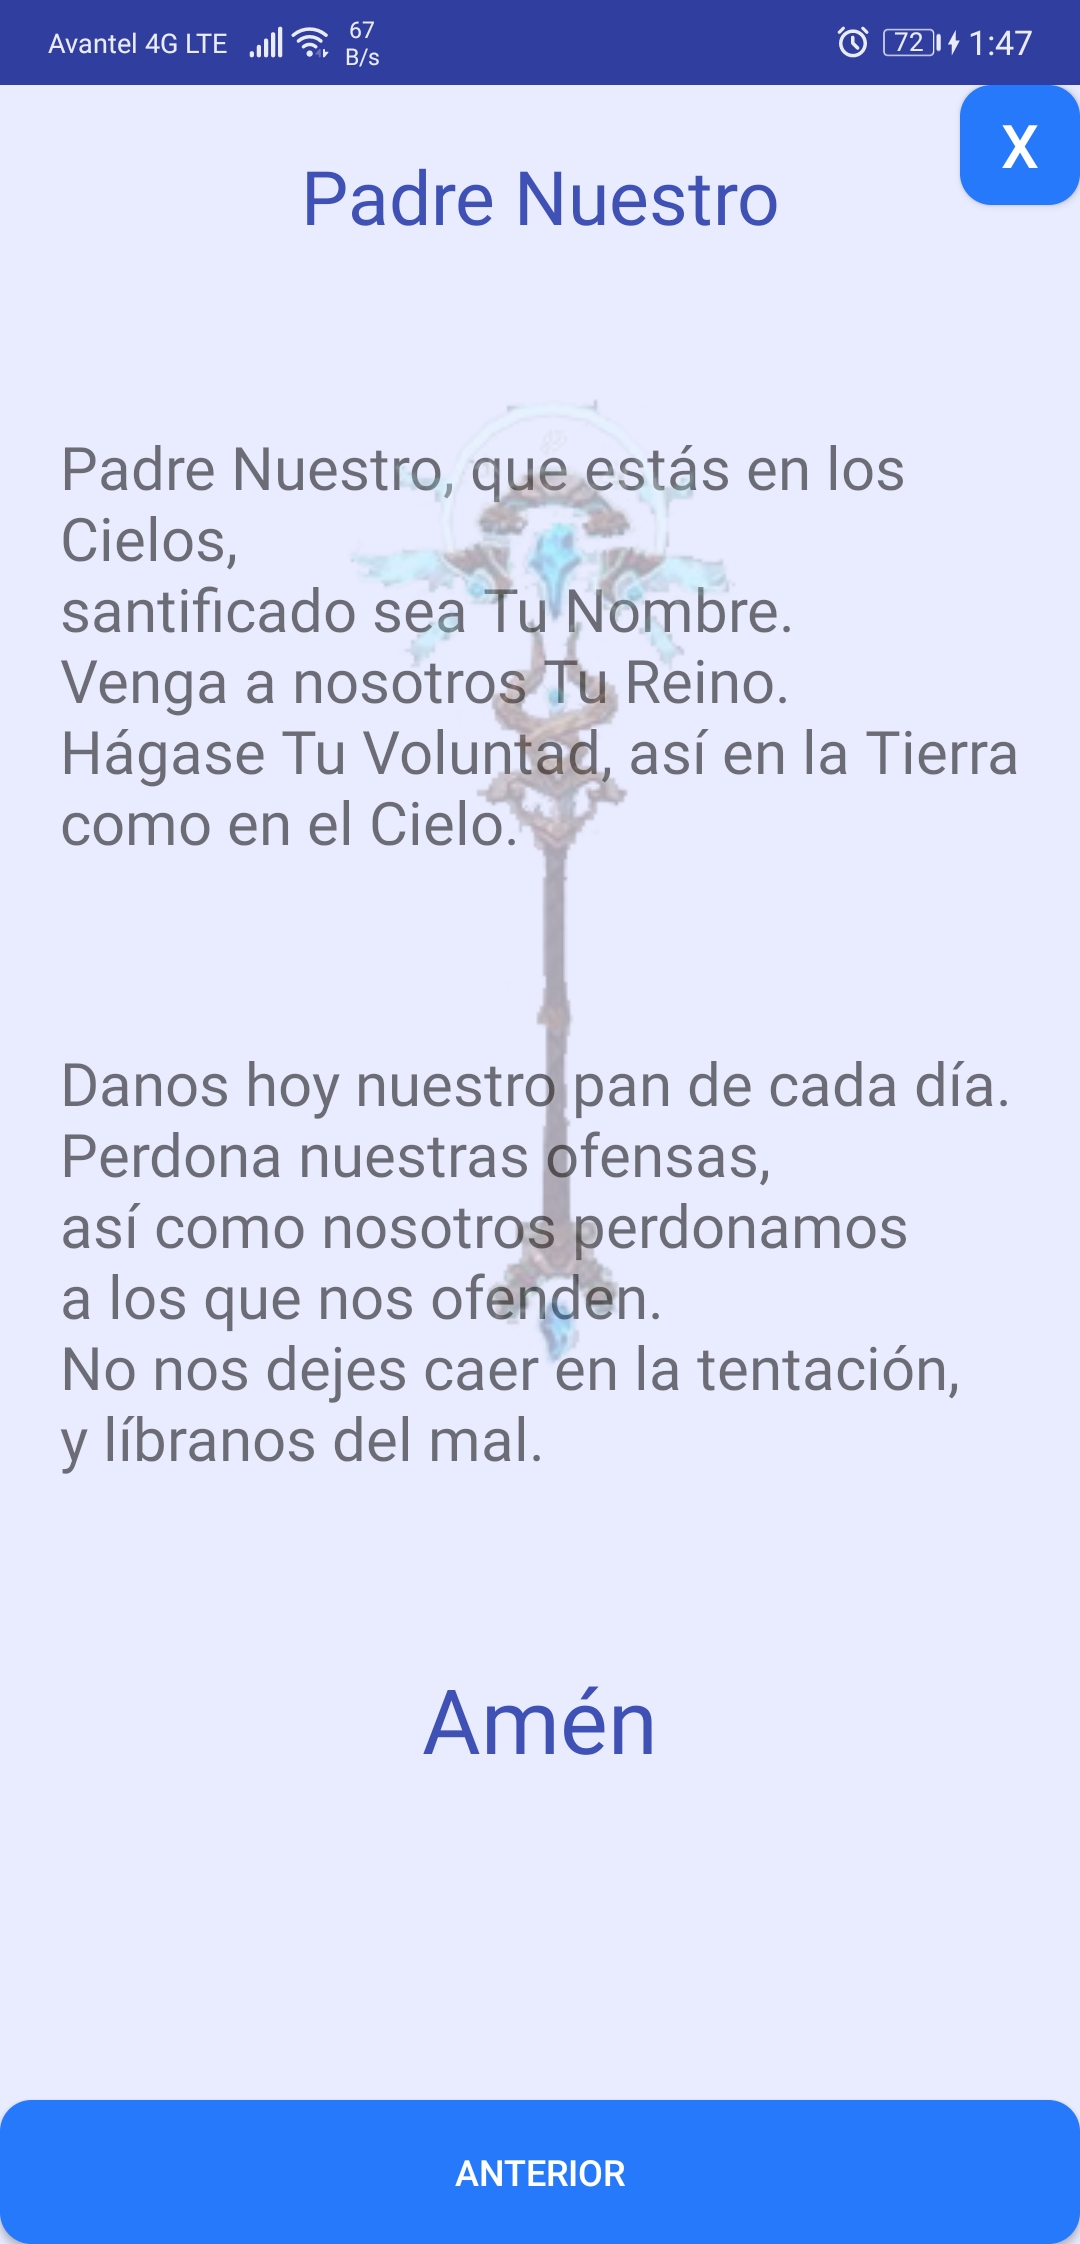 Avantel 4G LTE 67 B/s 72 1:47
X
Padre Nuestro
Padre Nuestro, que estás en los
Cielos,
santificado sea Tu Nombre.
Venga a nosotros Tu Reino.
Hágase Tu Voluntad, así en la Tierra
como en el Cielo.
Danos hoy nuestro pan de cada día.
Perdona nuestras ofensas,
así como nosotros perdonamos
a los que nos ofenden.
No nos dejes caer en la tentación,
y líbranos del mal.
Amén
ANTERIOR